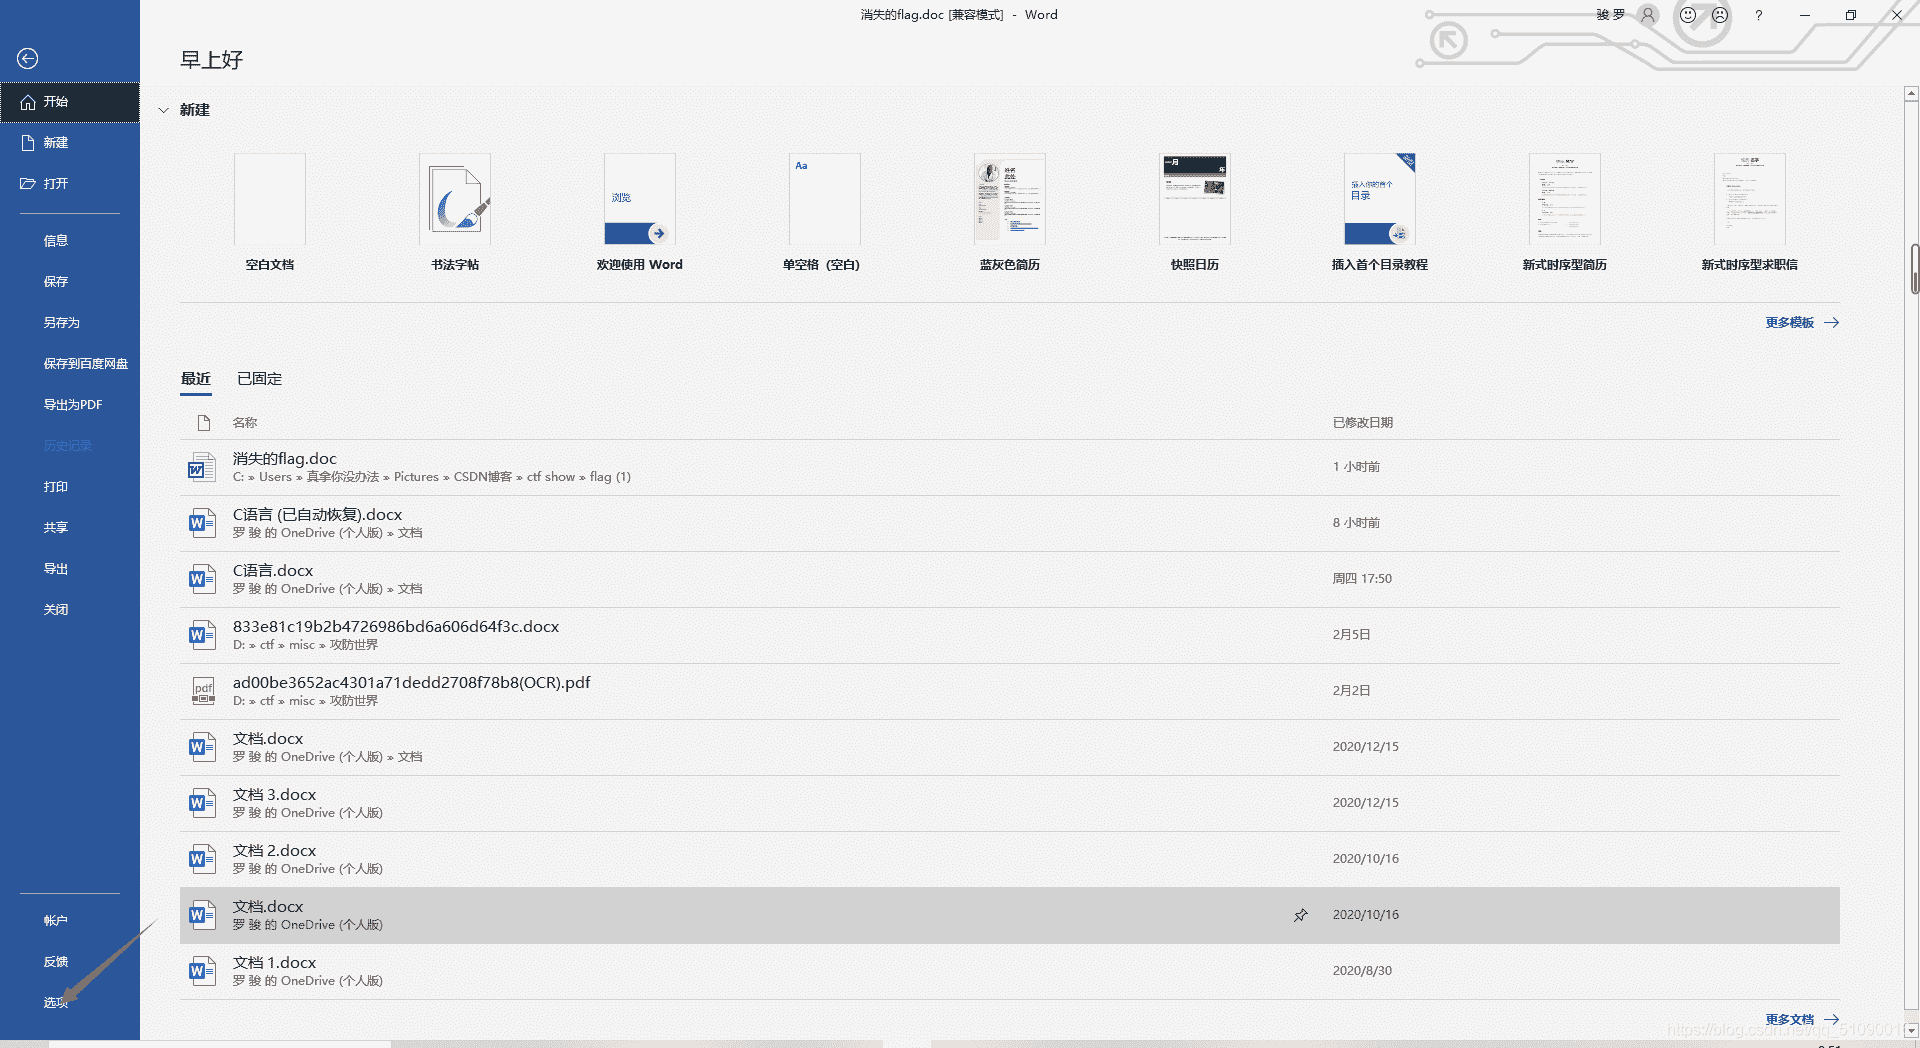 消失的flag.doc [兼容模式] - Word
骏 罗
?
早上好
开始
新建
打开
信息
保存
另存为
保存到百度网盘
导出为PDF
历史记录
打印
共享
导出
关闭
帐户
反馈
选项
新建
空白文档
书法字帖
浏览
欢迎使用 Word
Aa
单空格 (空白)
蓝灰色简历
快照日历
插入你的首个
目录
插入首个目录教程
新式时序型简历
新式时序型求职信
更多模板
最近
已固定
名称
已修改日期
消失的flag.doc
C: » Users » 真拿你没办法 » Pictures » CSDN博客 » ctf show » flag (1)
1 小时前
C语言 (已自动恢复).docx
罗 骏 的 OneDrive (个人版) » 文档
8 小时前
C语言.docx
罗 骏 的 OneDrive (个人版) » 文档
周四 17:50
833e81c19b2b4726986bd6a606d64f3c.docx
D: » ctf » misc » 攻防世界
2月5日
ad00be3652ac4301a71dedd2708f78b8(OCR).pdf
D: » ctf » misc » 攻防世界
2月2日
文档.docx
罗 骏 的 OneDrive (个人版) » 文档
2020/12/15
文档 3.docx
罗 骏 的 OneDrive (个人版)
2020/12/15
文档 2.docx
罗 骏 的 OneDrive (个人版)
2020/10/16
文档.docx
罗 骏 的 OneDrive (个人版)
2020/10/16
文档 1.docx
罗 骏 的 OneDrive (个人版)
2020/8/30
更多文档